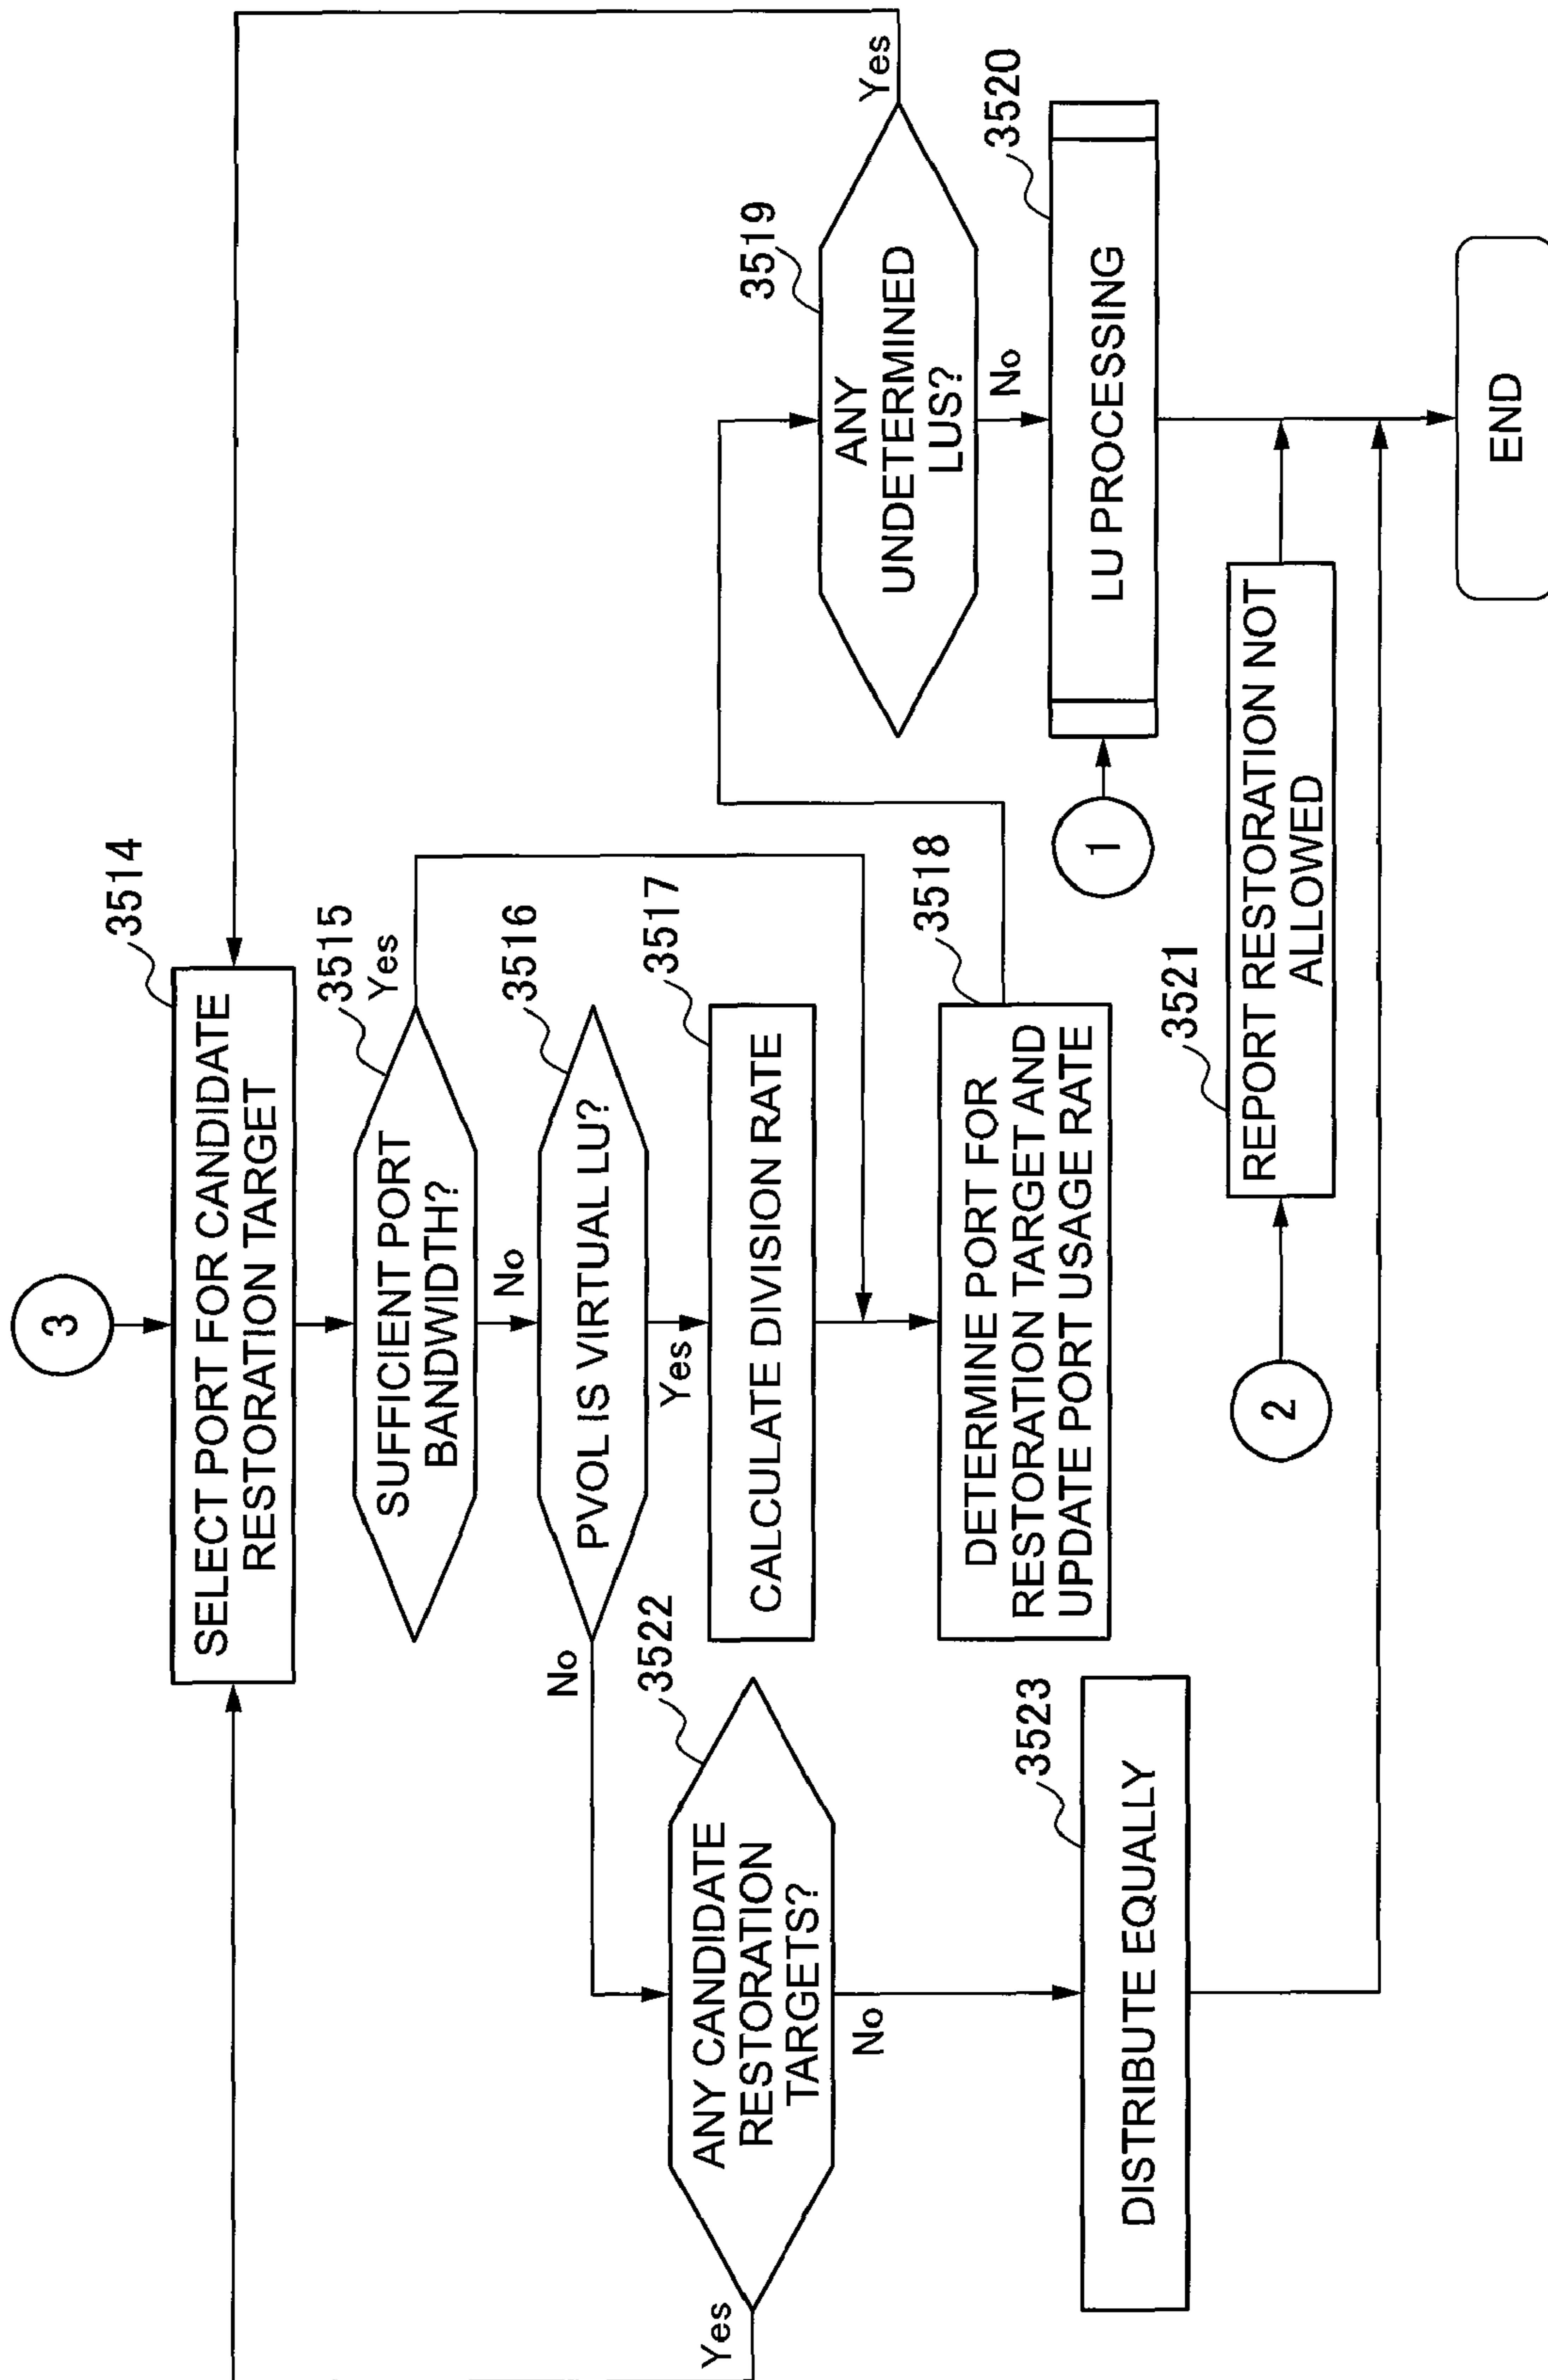 3
3514
SELECT PORT FOR CANDIDATE
RESTORATION TARGET
3515
SUFFICIENT PORT
BANDWIDTH?
Yes
No
3516
PVOL IS VIRTUAL LU?
No
Yes
3517
CALCULATE DIVISION RATE
3518
DETERMINE PORT FOR
RESTORATION TARGET AND
UPDATE PORT USAGE RATE
3522
ANY CANDIDATE
RESTORATION
TARGETS?
Yes
No
3523
DISTRIBUTE EQUALLY
3519
ANY
UNDETERMINED
LUS?
Yes
No
3520
LU PROCESSING
1
3521
REPORT RESTORATION NOT
ALLOWED
2
END